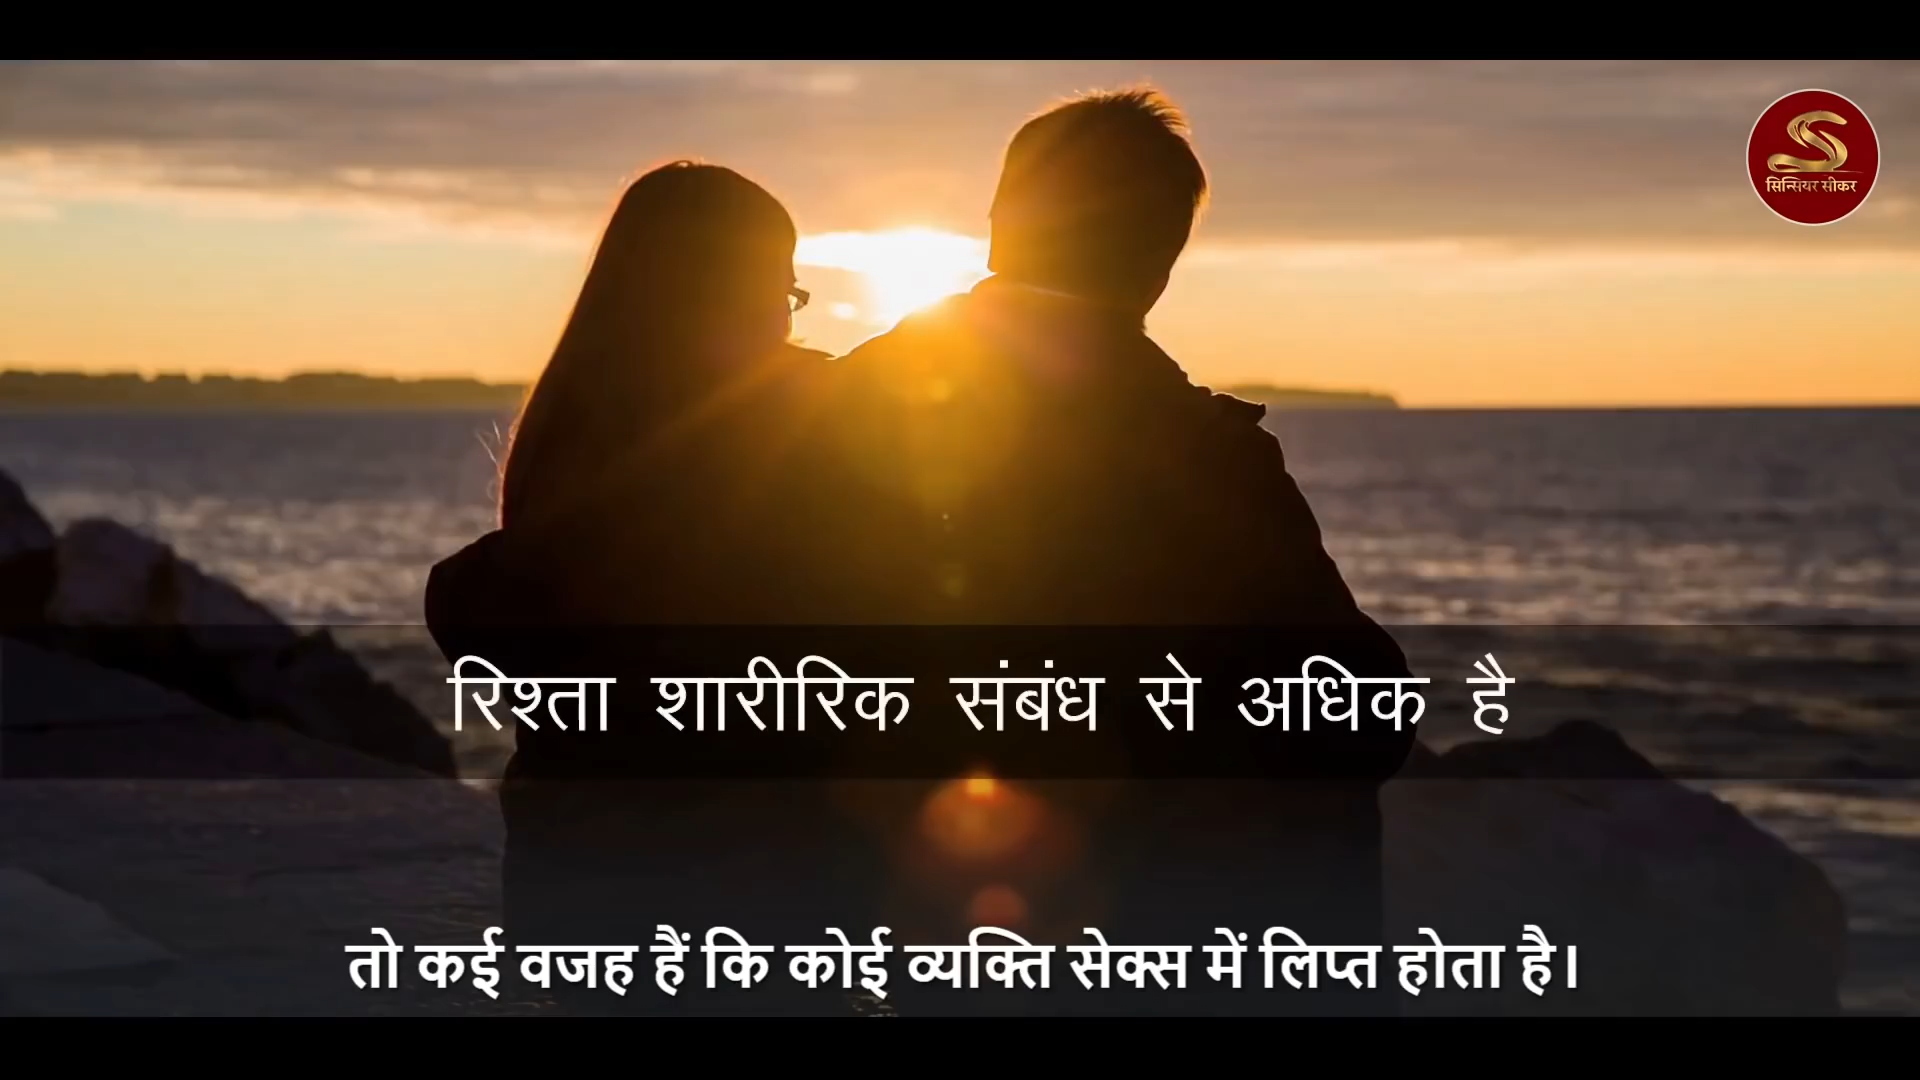 सिन्सियर सीकर
रिश्ता शारीरिक संबंध से अधिक है
तो कई वजह हैं कि कोई व्यक्ति सेक्स में लिप्त होता है।